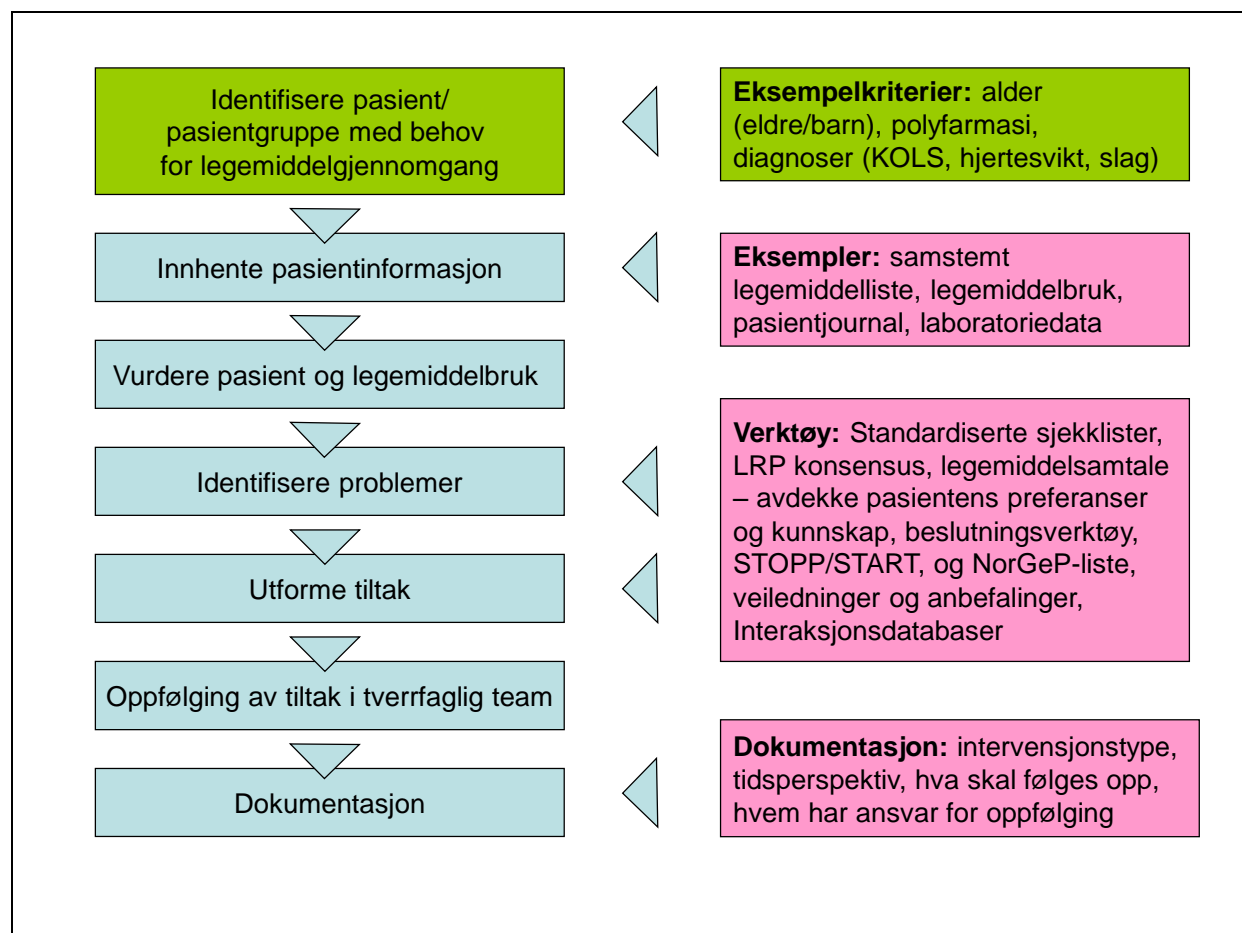 Identifisere pasient/
pasientgruppe med behov
for legemiddelgjennomgang
Eksempelkriterier: alder
(eldre/barn), polyfarmasi,
diagnoser (KOLS, hjertesvikt, slag)
Innhente pasientinformasjon
Eksempler: samstemt
legemiddelliste, legemiddelbruk,
pasientjournal, laboratoriedata
Vurdere pasient og legemiddelbruk
Identifisere problemer
Utforme tiltak
Verktøy: Standardiserte sjekklister,
LRP konsensus, legemiddelsamtale
– avdekke pasientens preferanser
og kunnskap, beslutningsverktøy,
STOPP/START, og NorGeP-liste,
veiledninger og anbefalinger,
Interaksjonsdatabaser
Oppfølging av tiltak i tverrfaglig team
Dokumentasjon
Dokumentasjon: intervensjonstype,
tidsperspektiv, hva skal følges opp,
hvem har ansvar for oppfølging